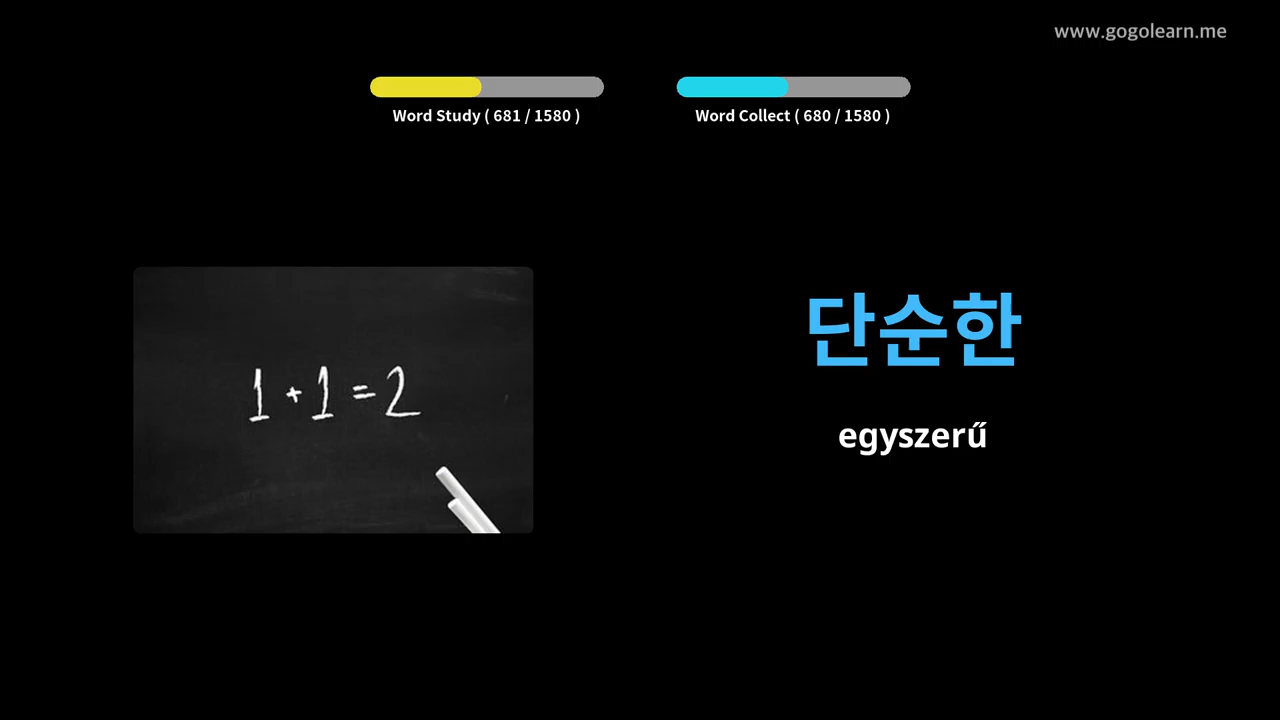 www.gogolearn.me
Word Study ( 681 / 1580 )
Word Collect ( 680 / 1580 )
1 + 1 = 2
단순한
egyszerű